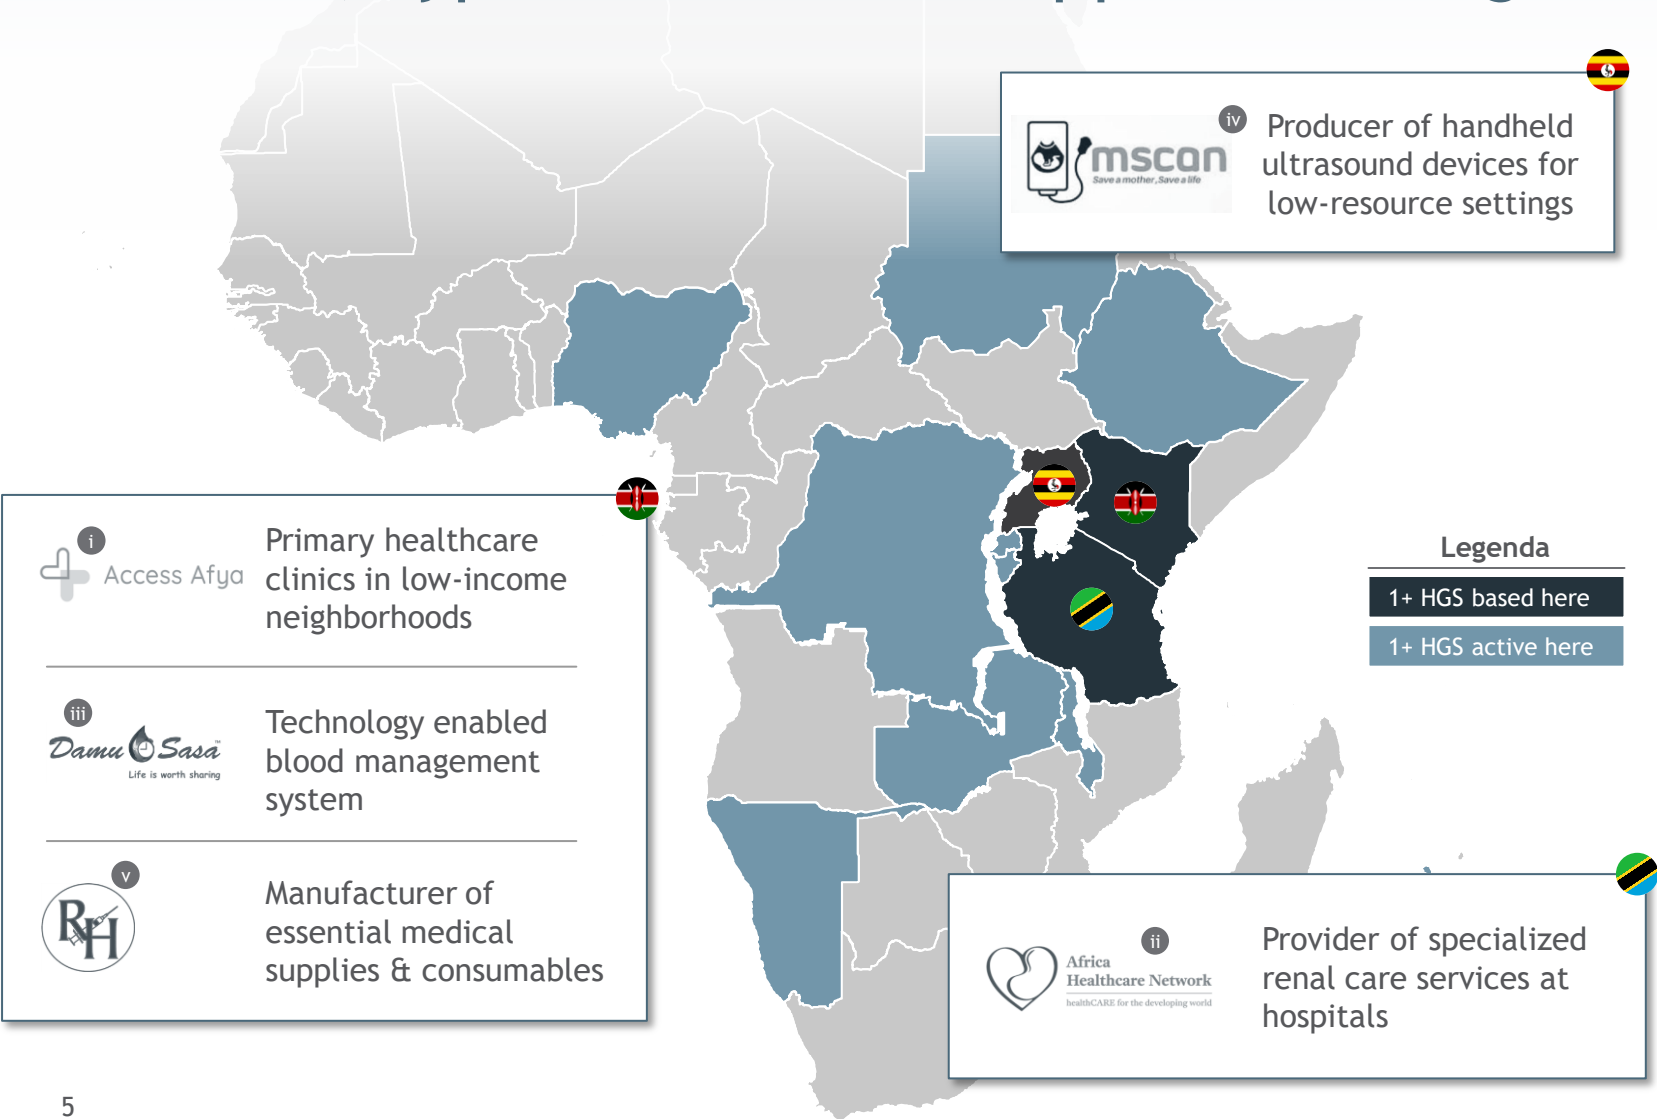 iv
mscan
Save a mother, Save a life
Producer of handheld
ultrasound devices for
low-resource settings
i
Access Afya
Primary healthcare
clinics in low-income
neighborhoods
iii
Damu Sasa™
Life is worth sharing
Technology enabled
blood management
system
v
RH
Manufacturer of
essential medical
supplies & consumables
Legenda
1+ HGS based here
1+ HGS active here
ii
Africa
Healthcare Network
healthCARE for the developing world
Provider of specialized
renal care services at
hospitals
5